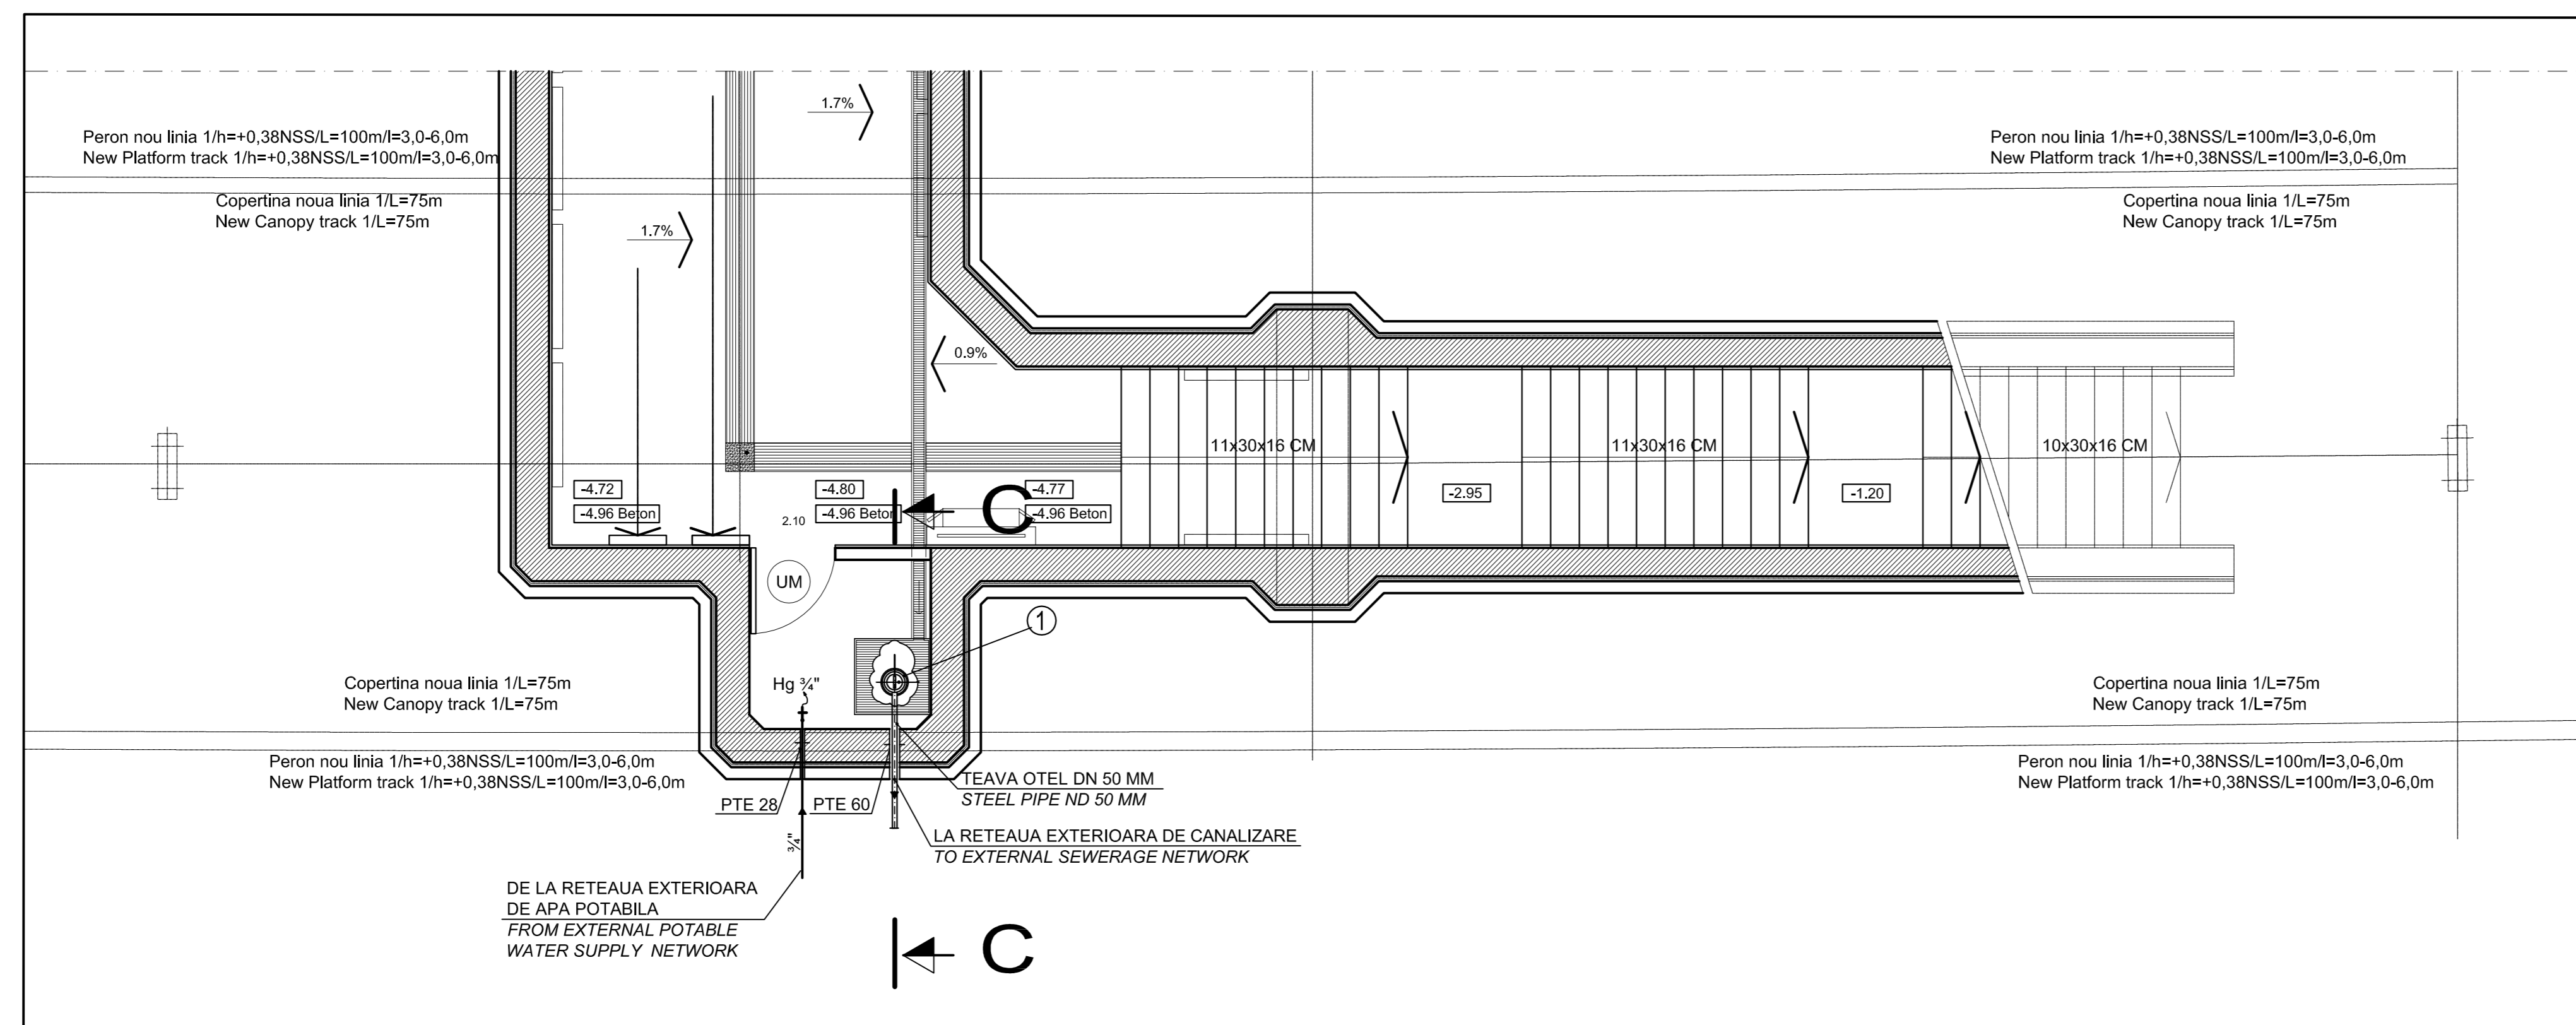 1.7%
Peron nou linia 1/h=+0,38NSS/L=100m/l=3,0-6,0m
New Platform track 1/h=+0,38NSS/L=100m/l=3,0-6,0m
Peron nou linia 1/h=+0,38NSS/L=100m/l=3,0-6,0m
New Platform track 1/h=+0,38NSS/L=100m/l=3,0-6,0m
Copertina noua linia 1/L=75m
New Canopy track 1/L=75m
Copertina noua linia 1/L=75m
New Canopy track 1/L=75m
1.7%
0.9%
11x30x16 CM
11x30x16 CM
10x30x16 CM
-4.72
-4.96 Beton
-4.80
-4.96 Beton
2.10
C
-4.77
-4.96 Beton
-2.95
-1.20
UM
1
Hg ¾"
Copertina noua linia 1/L=75m
New Canopy track 1/L=75m
Copertina noua linia 1/L=75m
New Canopy track 1/L=75m
Peron nou linia 1/h=+0,38NSS/L=100m/l=3,0-6,0m
New Platform track 1/h=+0,38NSS/L=100m/l=3,0-6,0m
Peron nou linia 1/h=+0,38NSS/L=100m/l=3,0-6,0m
New Platform track 1/h=+0,38NSS/L=100m/l=3,0-6,0m
PTE 28
PTE 60
TEAVA OTEL DN 50 MM
STEEL PIPE ND 50 MM
¾"
LA RETEAUA EXTERIOARA DE CANALIZARE
TO EXTERNAL SEWERAGE NETWORK
DE LA RETEAUA EXTERIOARA
DE APA POTABILA
FROM EXTERNAL POTABLE
WATER SUPPLY NETWORK
C